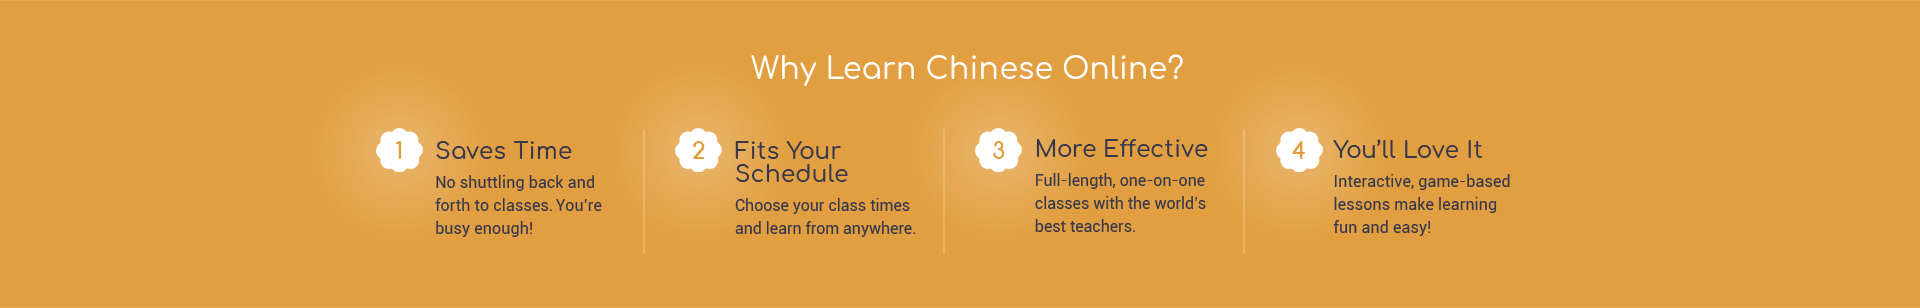 Why Learn Chinese Online?
1
Saves Time
No shuttling back and
forth to classes. You're
busy enough!
2
Fits Your
Schedule
Choose your class times
and learn from anywhere.
3
More Effective
Full-length, one-on-one
classes with the world's
best teachers.
4
You'll Love It
Interactive, game-based
lessons make learning
fun and easy!